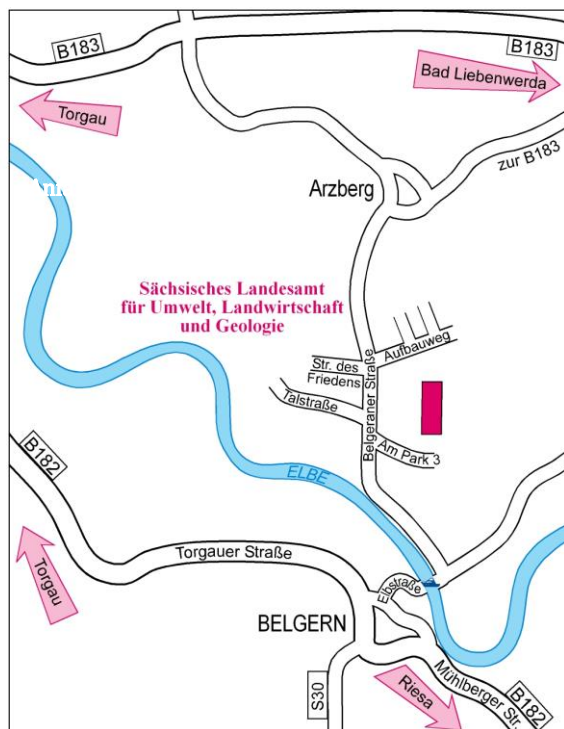 B183
B183
Bad Liebenwerda
Torgau
zur B183
Arzberg
Sächsisches Landesamt
für Umwelt, Landwirtschaft
und Geologie
Aufbauweg
Str. des
Friedens
Belgeraner Straße
Talstraße
Am Park 3
B182
ELBE
Torgauer Straße
Torgau
Elbstraße
BELGERN
Mühlberger Str.
S30
Riesa
B182